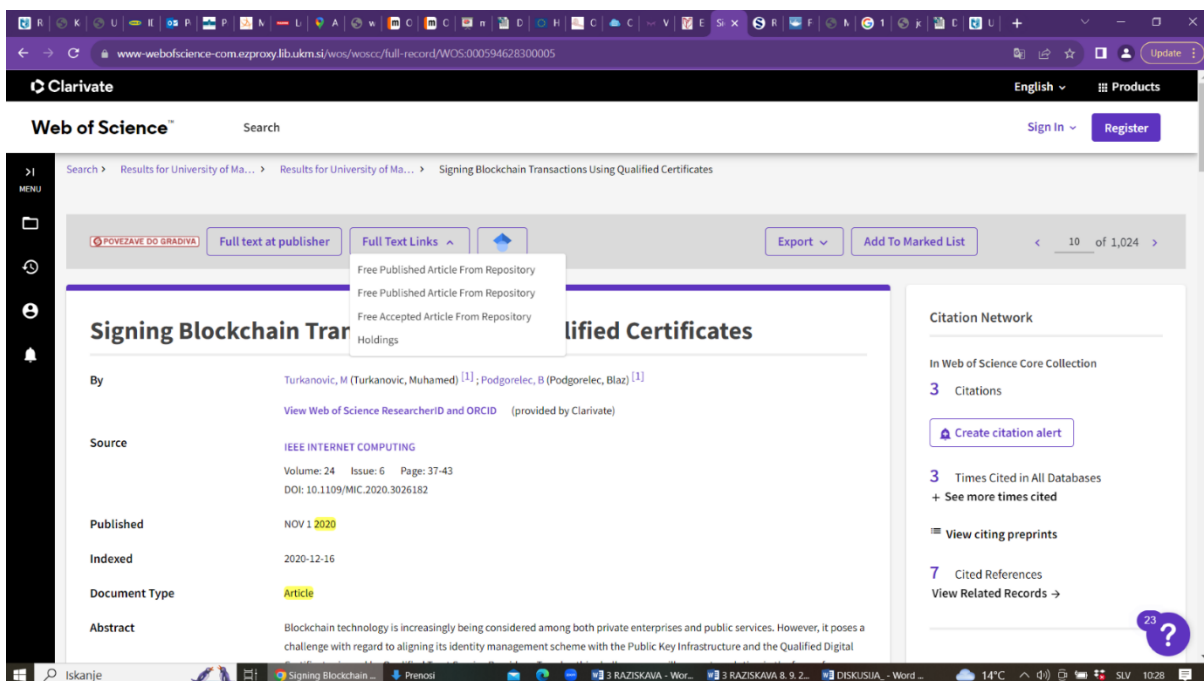 www-webofscience-com.ezproxy.lib.ukm.si/wos/woscc/full-record/WOS:000594628300005
Update
Clarivate
English
Products
Web of Science™
Search
Sign In
Register
MENU
Search > Results for University of Ma... > Results for University of Ma... > Signing Blockchain Transactions Using Qualified Certificates
POVEZAVE DO GRADIVA
Full text at publisher
Full Text Links
Export
Add To Marked List
< 10 of 1,024 >
Free Published Article From Repository
Free Published Article From Repository
Free Accepted Article From Repository
Holdings
Signing Blockchain Tran lified Certificates
By
Turkanovic, M (Turkanovic, Muhamed) [1] ; Podgorelec, B (Podgorelec, Blaz) [1]
View Web of Science ResearcherID and ORCID (provided by Clarivate)
Source
IEEE INTERNET COMPUTING
Volume: 24 Issue: 6 Page: 37-43
DOI: 10.1109/MIC.2020.3026182
Published
NOV 1 2020
Indexed
2020-12-16
Document Type
Article
Abstract
Blockchain technology is increasingly being considered among both private enterprises and public services. However, it poses a
challenge with regard to aligning its identity management scheme with the Public Key Infrastructure and the Qualified Digital
Citation Network
In Web of Science Core Collection
3 Citations
Create citation alert
3 Times Cited in All Databases
+ See more times cited
View citing preprints
7 Cited References
View Related Records →
23
?
Iskanje
Signing Blockchain ...
Prenosi
3 RAZISKAVA - Wor...
3 RAZISKAVA 8. 9. 2...
DISKUSIJA_ - Word ...
14°C
SLV
10:28